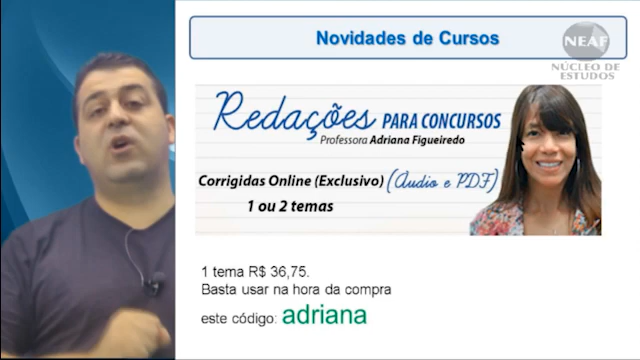 Novidades de Cursos
NEAF
NÚCLEO DE
ESTUDOS
Redações PARA CONCURSOS
Professora Adriana Figueiredo
Corrigidas Online (Exclusivo) (Áudio e PDF)
1 ou 2 temas
1 tema R$ 36,75.
Basta usar na hora da compra
este código: adriana